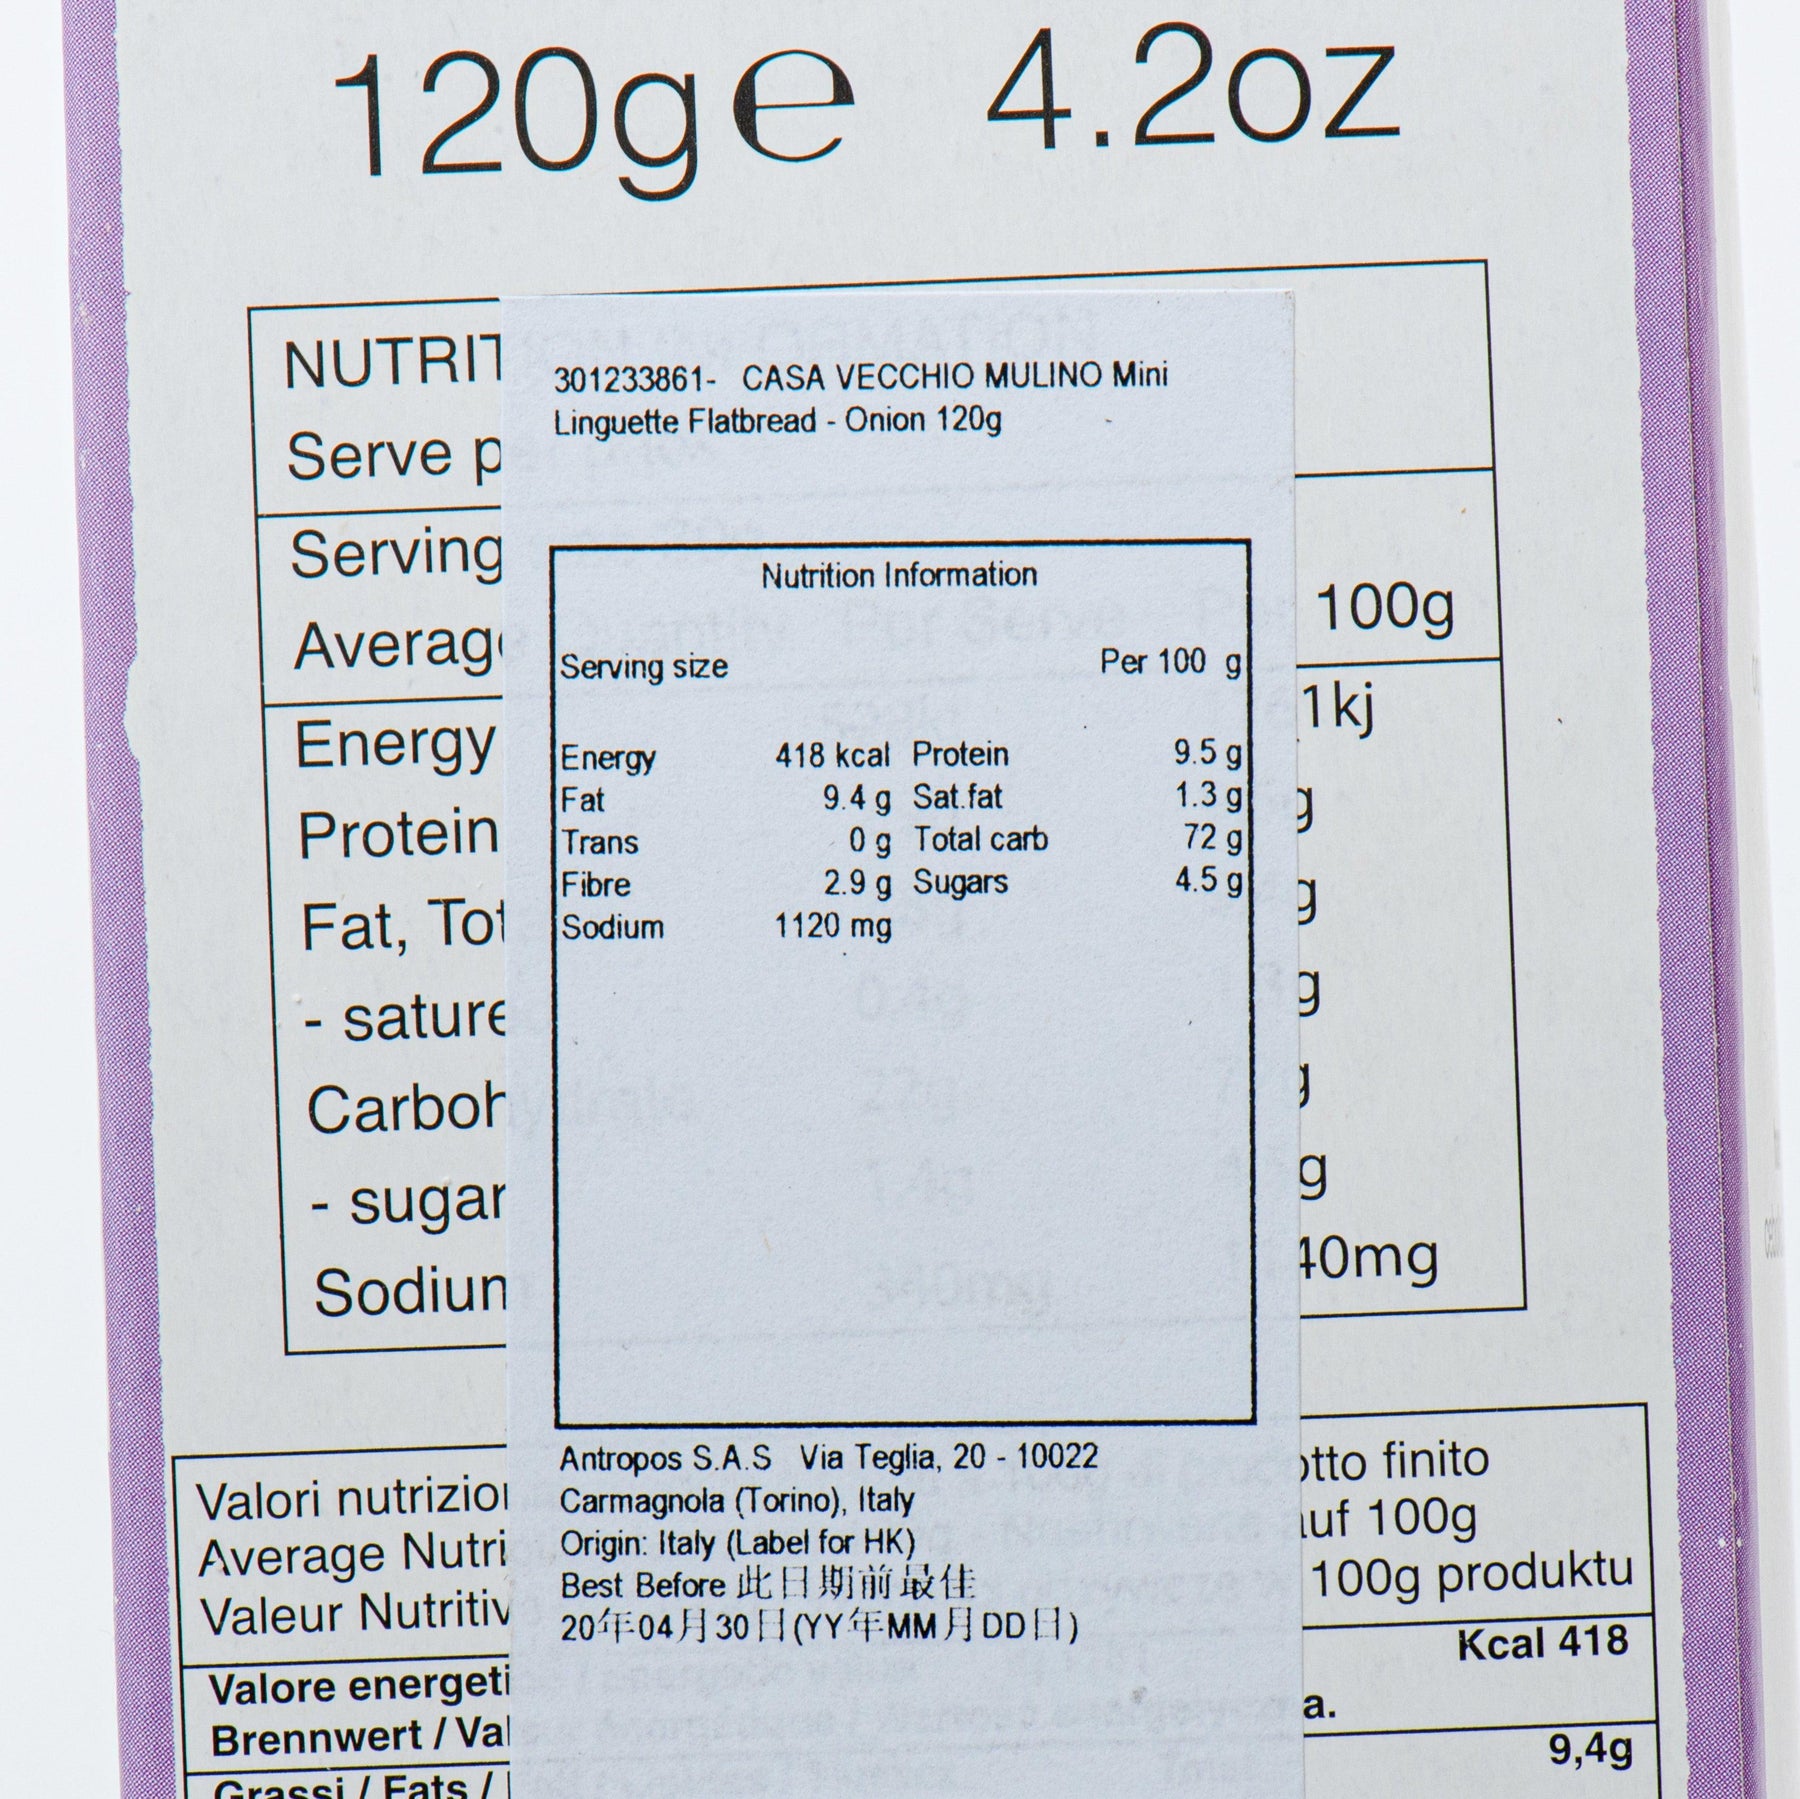 120g e 4.2oz
NUTRIT
Serve p
Serving
Averag
100g
Energy
1kj
Protein
g
Fat, Tot
g
- sature
g
Carboh
g
- sugar
g
Sodium
40mg
301233861- CASA VECCHIO MULINO Mini
Linguette Flatbread - Onion 120g
Nutrition Information
Serving size Per 100 g
Energy 418 kcal Protein 9.5 g
Fat 9.4 g Sat.fat 1.3 g
Trans 0 g Total carb 72 g
Fibre 2.9 g Sugars 4.5 g
Sodium 1120 mg
Antropos S.A.S Via Teglia, 20 - 10022
Carmagnola (Torino), Italy
Origin: Italy (Label for HK)
Best Before 此日期前最佳
20年04月30日(YY年MM月DD日)
Valori nutrizio
otto finito
Average Nutri
auf 100g
Valeur Nutritiv
100g produktu
Valore energeti
Kcal 418
Brennwert / Val
a.
Grassi / Fats /
9,4g